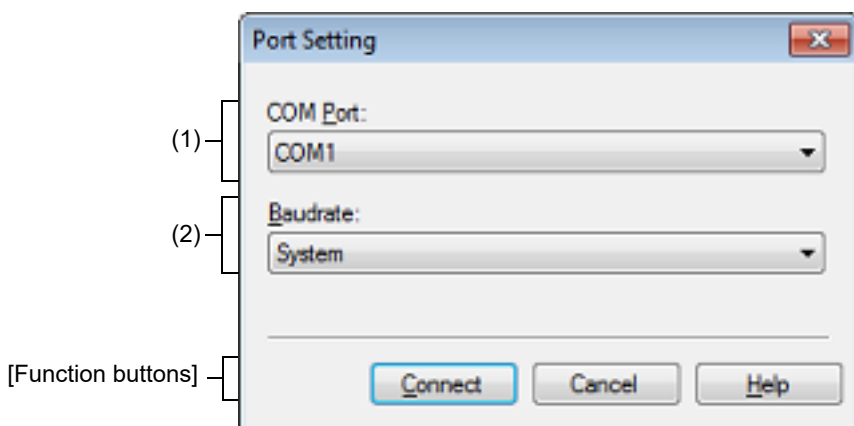 Port Setting
COM Port:
(1)
COM1
Baudrate:
(2)
System
[Function buttons]
Connect Cancel Help